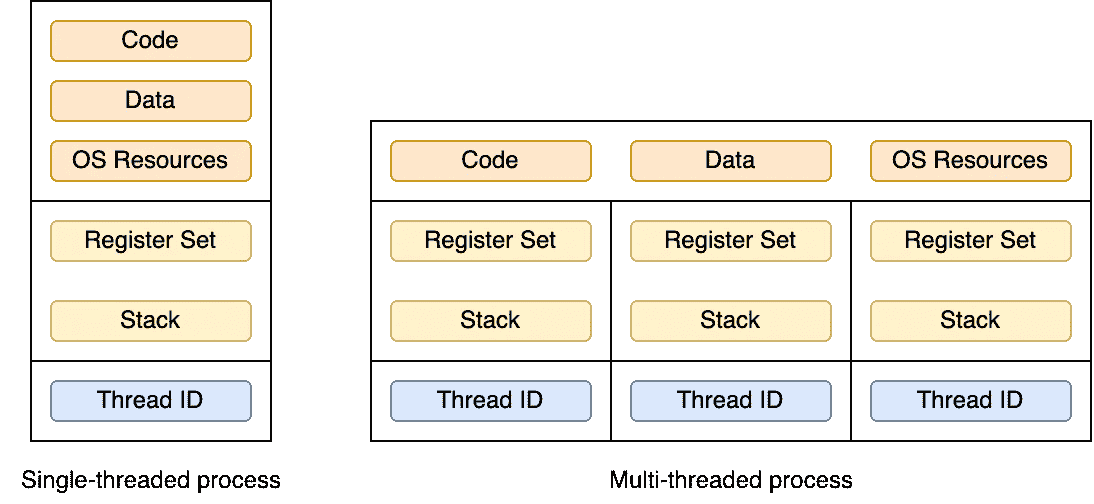 Code
Data
OS Resources
Register Set
Stack
Thread ID
Single-threaded process
Code
Data
OS Resources
Register Set
Register Set
Register Set
Stack
Stack
Stack
Thread ID
Thread ID
Thread ID
Multi-threaded process